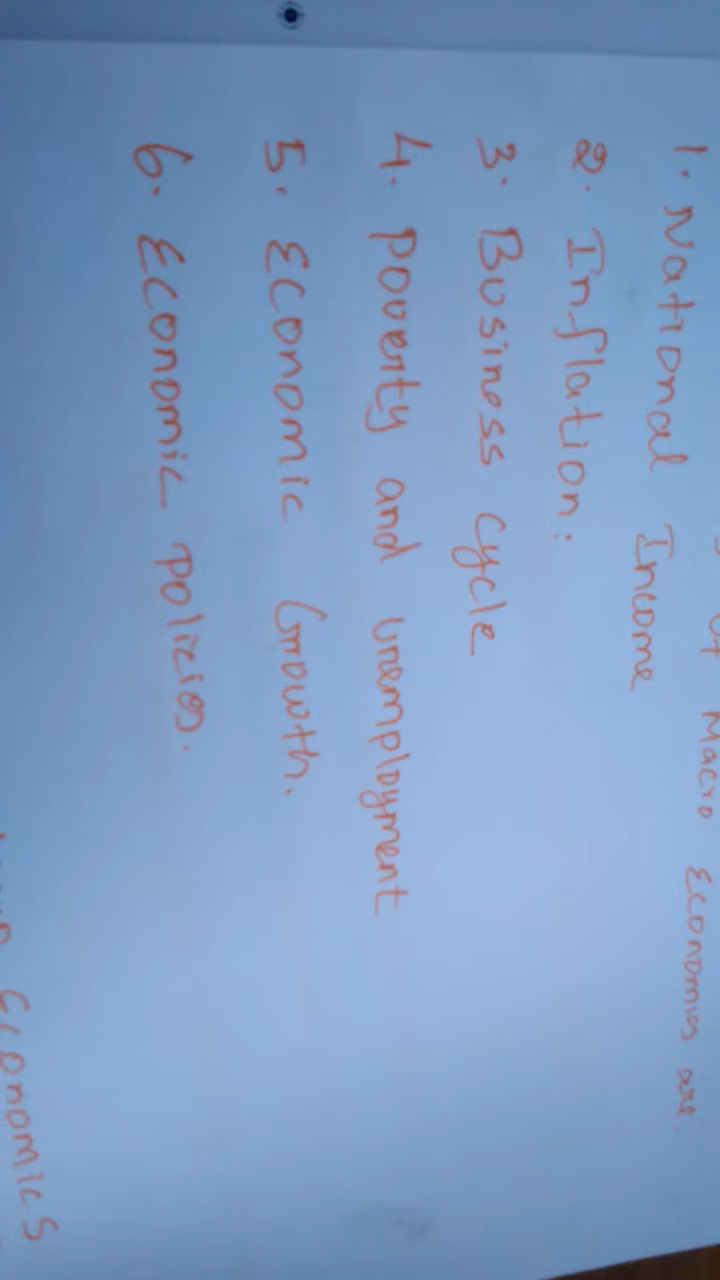 of Macro Economics are.
1. National Income
2. Inflation:
3. Business Cycle
4. Poverty and Unemployment
5. Economic Growth.
6. Economic Policies.
Economics